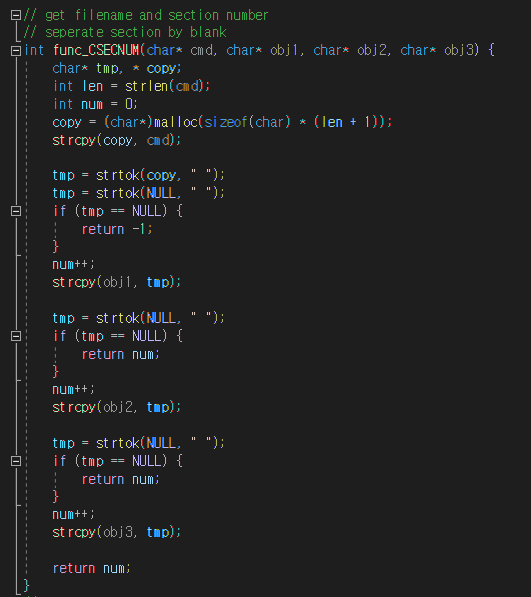 // get filename and section number
// seperate section by blank
int func_CSECNUM(char* cmd, char* obj1, char* obj2, char* obj3) {
char* tmp, * copy;
int len = strlen(cmd);
int num = 0;
copy = (char*)malloc(sizeof(char) * (len + 1));
strcpy(copy, cmd);
tmp = strtok(copy, " ");
tmp = strtok(NULL, " ");
if (tmp == NULL) {
return -1;
}
num++;
strcpy(obj1, tmp);
tmp = strtok(NULL, " ");
if (tmp == NULL) {
return num;
}
num++;
strcpy(obj2, tmp);
tmp = strtok(NULL, " ");
if (tmp == NULL) {
return num;
}
num++;
strcpy(obj3, tmp);
return num;
}